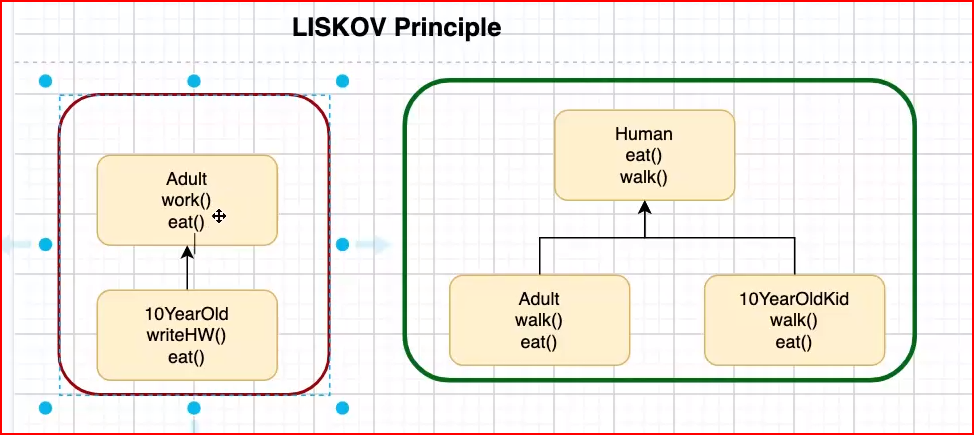 LISKOV Principle
Adult
work()
eat()
10YearOld
writeHW()
eat()
Human
eat()
walk()
Adult
walk()
eat()
10YearOldKid
walk()
eat()